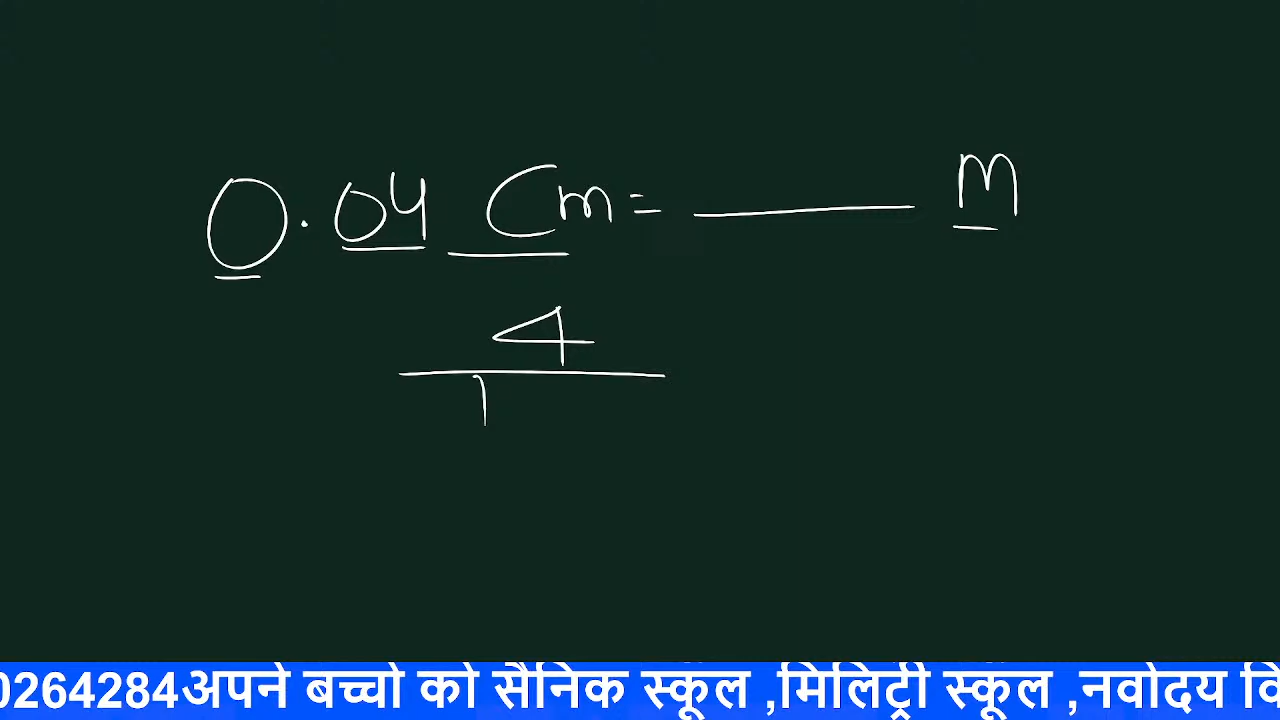 0.04 Cm = ______ m
4
1
0264284अपने बच्चो को सैनिक स्कूल ,मिलिट्री स्कूल ,नवोदय वि